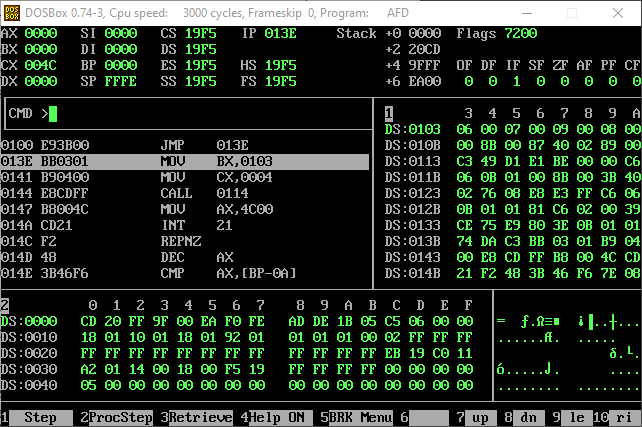 DOSBox 0.74-3, Cpu speed: 3000 cycles, Frameskip 0, Program: AFD
AX 0000 SI 0000 CS 19F5 IP 013E Stack +0 0000 Flags 7200
BX 0000 DI 0000 DS 19F5 +2 20CD
CX 004C BP 0000 ES 19F5 HS 19F5 +4 9FFF OF DF IF SF ZF AF PF CF
DX 0000 SP FFFE SS 19F5 FS 19F5 +6 EA00 0 0 1 0 0 0 0 0
CMD >
1 3 4 5 6 7 8 9 A
DS:0103 06 00 07 00 09 00 08 00
DS:010B 00 8B 00 87 40 02 89 00
DS:0113 C3 49 D1 E1 BE 00 00 C6
DS:011B 06 0B 01 00 8B 00 3B 40
DS:0123 02 76 08 E8 E3 FF C6 06
DS:012B 0B 01 01 81 C6 02 00 39
DS:0133 CE 75 E9 80 3E 0B 01 01
DS:013B 74 DA C3 BB 03 01 B9 04
DS:0143 00 E8 CD FF B8 00 4C CD
DS:014B 21 F2 48 3B 46 F6 7E 08
0100 E93B00 JMP 013E
013E BB0301 MOV BX,0103
0141 B90400 MOV CX,0004
0144 E8CDFF CALL 0114
0147 B8004C MOV AX,4C00
014A CD21 INT 21
014C F2 REPNZ
014D 48 DEC AX
014E 3B46F6 CMP AX,[BP-0A]
2 0 1 2 3 4 5 6 7 8 9 A B C D E F
DS:0000 CD 20 FF 9F 00 EA F0 FE AD DE 1B 05 C5 06 00 00
DS:0010 18 01 10 01 18 01 92 01 01 01 01 00 02 FF FF FF
DS:0020 FF FF FF FF FF FF FF FF FF FF FF FF EB 19 C0 11
DS:0030 A2 01 14 00 18 00 F5 19 FF FF FF FF 00 00 00 00
DS:0040 05 00 00 00 00 00 00 00 00 00 00 00 00 00 00 00
1 Step 2 ProcStep 3 Retrieve 4 Help ON 5 BRK Menu 6 7 up 8 dn 9 le 10 ri